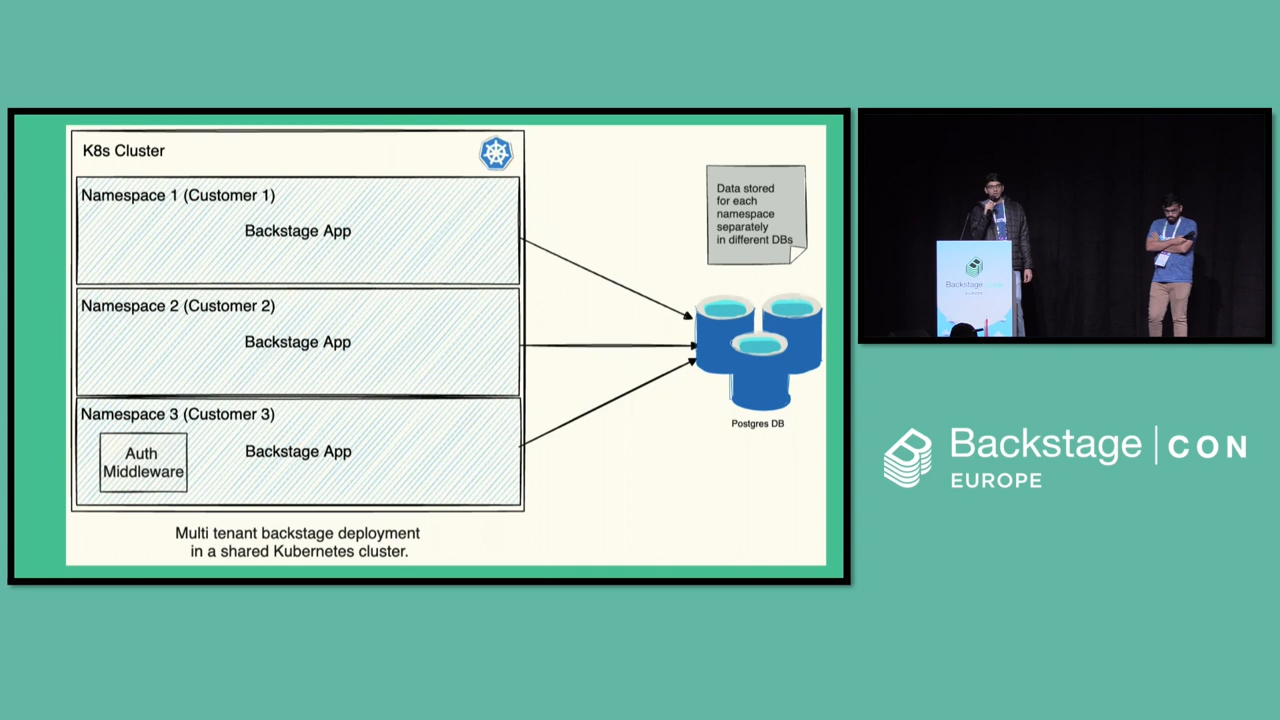 K8s Cluster
Namespace 1 (Customer 1)
Backstage App
Namespace 2 (Customer 2)
Backstage App
Namespace 3 (Customer 3)
Auth
Middleware
Backstage App
Multi tenant backstage deployment
in a shared Kubernetes cluster.
Data stored
for each
namespace
separately
in different DBs
Postgres DB
Backstage
EUROPE
Backstage | CON
EUROPE